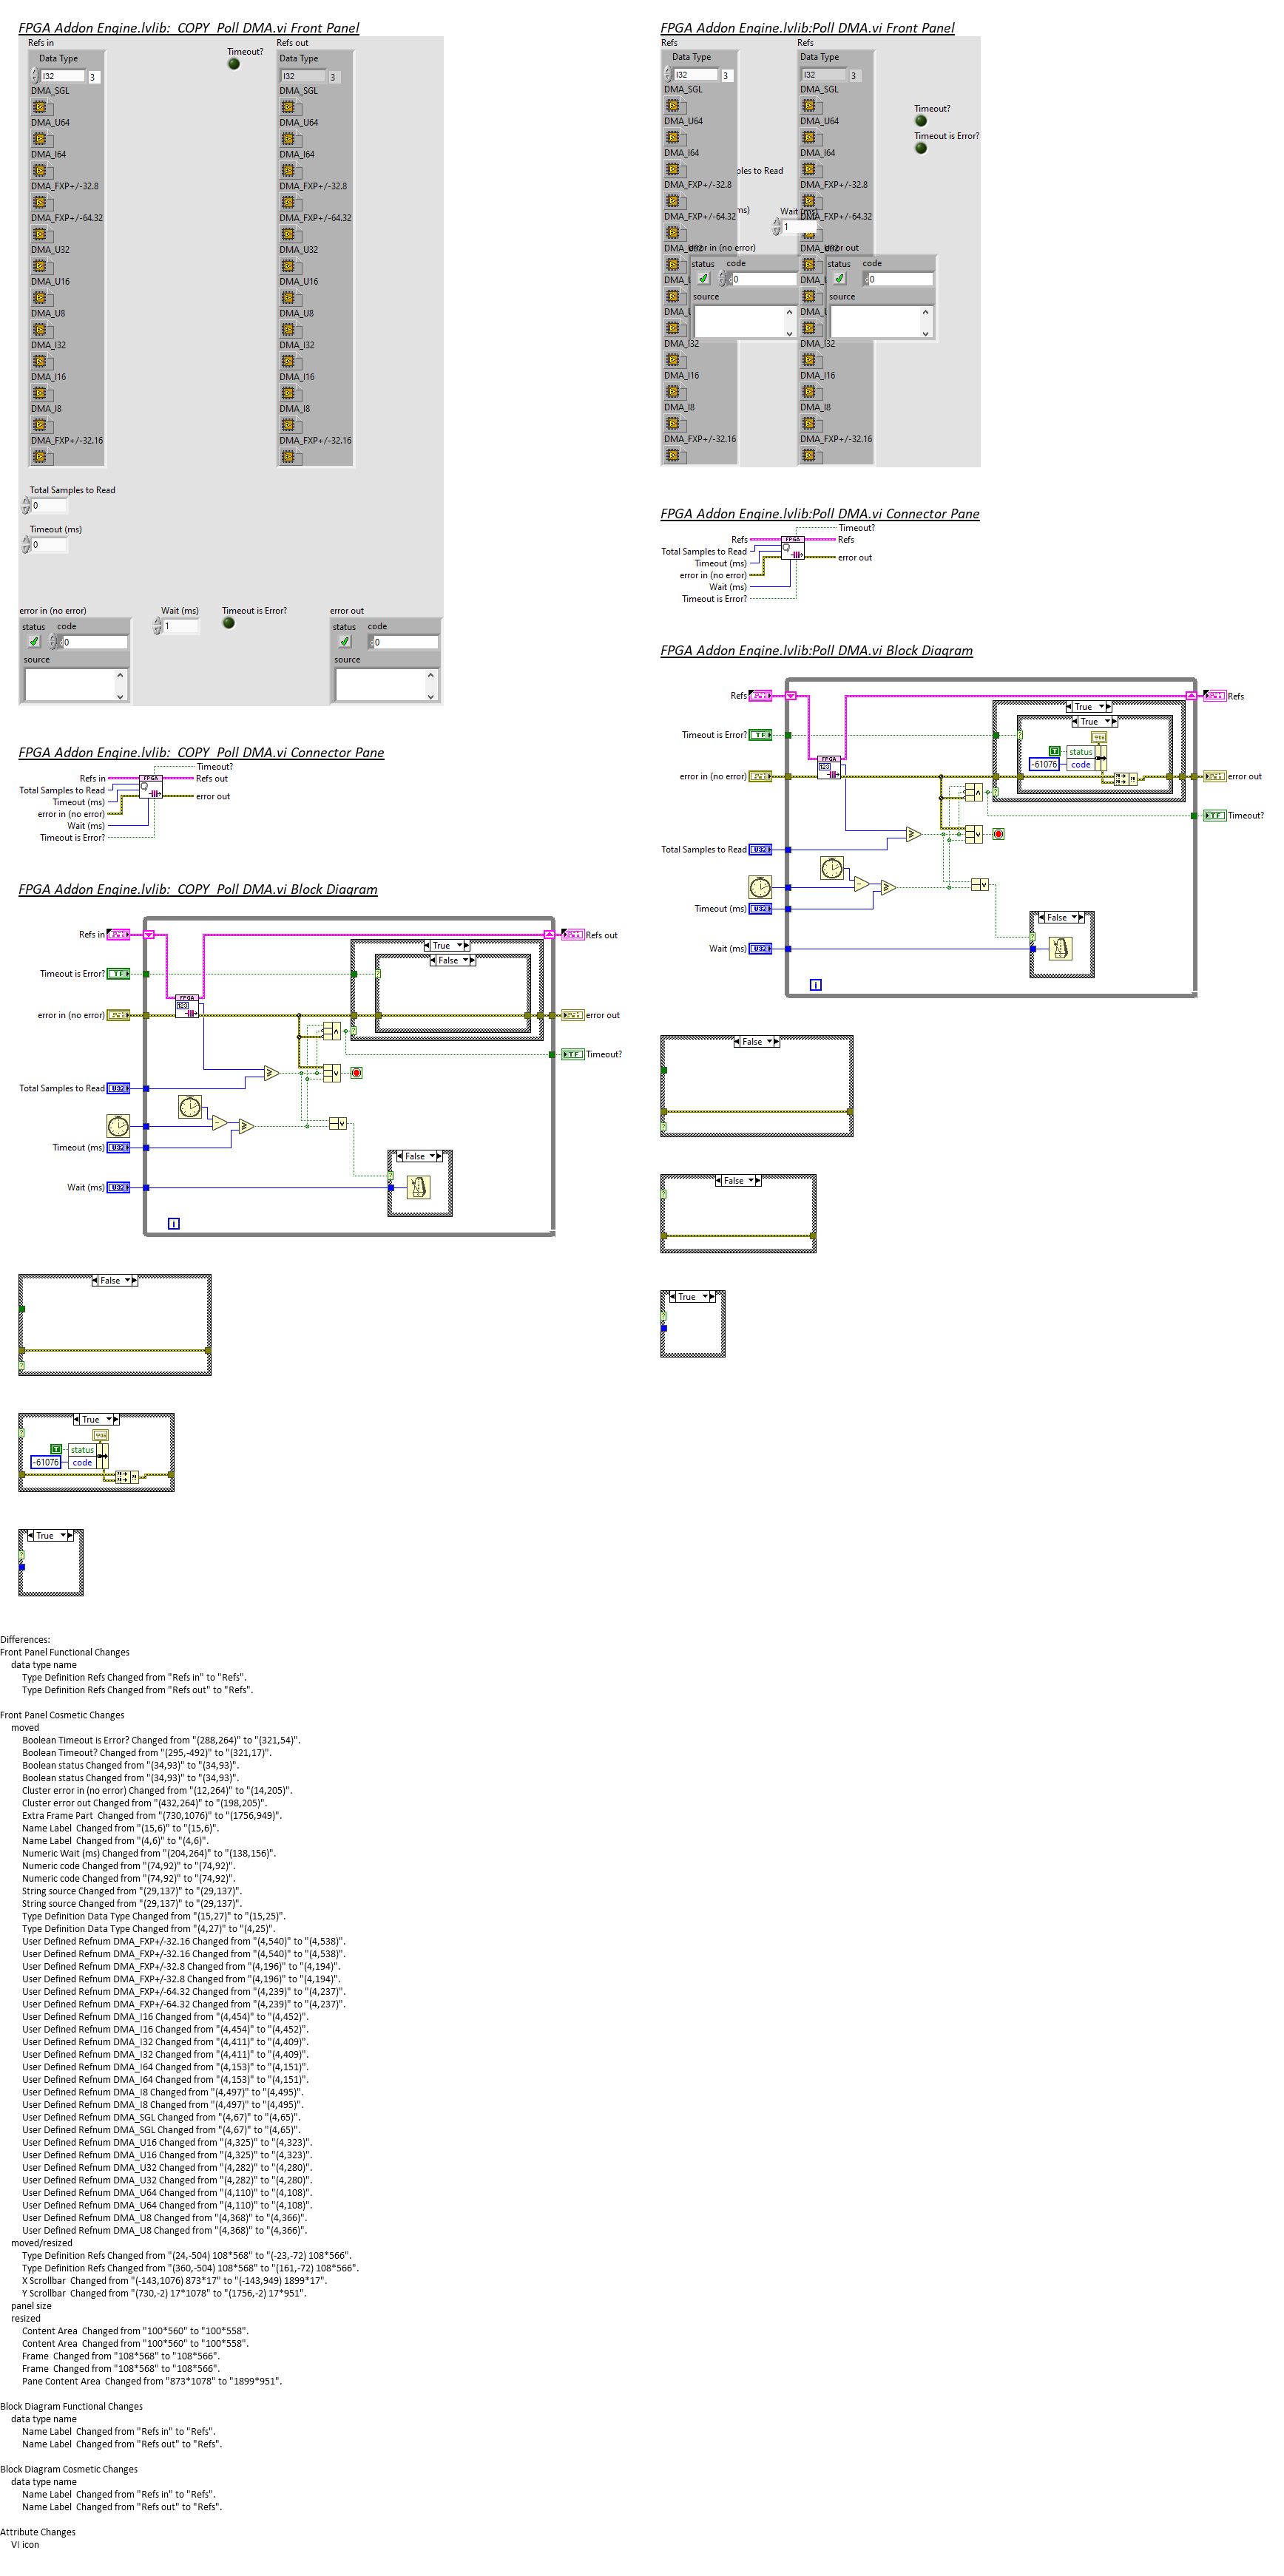 FPGA Addon Engine.lvlib:_COPY_Poll DMA.vi Front Panel
Refs in
Timeout?
Refs out
Data Type
Data Type
I32
3
I32
3
DMA_SGL
DMA_SGL
DMA_U64
DMA_U64
DMA_I64
DMA_I64
DMA_FXP+/-32.8
DMA_FXP+/-32.8
DMA_FXP+/-64.32
DMA_FXP+/-64.32
DMA_U32
DMA_U32
DMA_U16
DMA_U16
DMA_U8
DMA_U8
DMA_I32
DMA_I32
DMA_I16
DMA_I16
DMA_I8
DMA_I8
DMA_FXP+/-32.16
DMA_FXP+/-32.16
Total Samples to Read
0
Timeout (ms)
0
error in (no error)
Wait (ms)
Timeout is Error?
error out
status
code
1
status
code
0
0
source
source
FPGA Addon Engine.lvlib:_COPY_Poll DMA.vi Connector Pane
Timeout?
Refs in
FPGA
Refs out
Total Samples to Read
Timeout (ms)
error out
error in (no error)
Wait (ms)
Timeout is Error?
FPGA Addon Engine.lvlib:_COPY_Poll DMA.vi Block Diagram
Refs in
Refs out
True
False
Timeout is Error?
TF
FPGA
123
error in (no error)
error out
Timeout?
TF
Total Samples to Read
U32
Timeout (ms)
U32
False
Wait (ms)
U32
i
False
True
T
status
-61076
code
True
FPGA Addon Engine.lvlib:Poll DMA.vi Front Panel
Refs
Refs
Data Type
Data Type
I32
3
I32
3
DMA_SGL
DMA_SGL
DMA_U64
DMA_U64
Timeout?
Timeout is Error?
DMA_I64
DMA_I64
les to Read
DMA_FXP+/-32.8
DMA_FXP+/-32.8
ms)
Wait (ms)
DMA_FXP+/-64.32
DMA_FXP+/-64.32
1
error in (no error)
error out
status
code
status
code
0
0
source
source
DMA_I32
DMA_I32
DMA_I16
DMA_I16
DMA_I8
DMA_I8
DMA_FXP+/-32.16
DMA_FXP+/-32.16
FPGA Addon Engine.lvlib:Poll DMA.vi Connector Pane
Timeout?
Refs
FPGA
Refs
Total Samples to Read
Timeout (ms)
error out
error in (no error)
Wait (ms)
Timeout is Error?
FPGA Addon Engine.lvlib:Poll DMA.vi Block Diagram
Refs
Refs
True
True
Timeout is Error?
TF
T
status
-61076
code
FPGA
123
error in (no error)
error out
Timeout?
TF
Total Samples to Read
U32
Timeout (ms)
U32
False
Wait (ms)
U32
i
False
False
True
Differences:
Front Panel Functional Changes
data type name
Type Definition Refs Changed from "Refs in" to "Refs".
Type Definition Refs Changed from "Refs out" to "Refs".
Front Panel Cosmetic Changes
moved
Boolean Timeout is Error? Changed from "(288,264)" to "(321,54)".
Boolean Timeout? Changed from "(295,-492)" to "(321,17)".
Boolean status Changed from "(34,93)" to "(34,93)".
Boolean status Changed from "(34,93)" to "(34,93)".
Cluster error in (no error) Changed from "(12,264)" to "(14,205)".
Cluster error out Changed from "(432,264)" to "(198,205)".
Extra Frame Part  Changed from "(730,1076)" to "(1756,949)".
Name Label  Changed from "(15,6)" to "(15,6)".
Name Label  Changed from "(4,6)" to "(4,6)".
Numeric Wait (ms) Changed from "(204,264)" to "(138,156)".
Numeric code Changed from "(74,92)" to "(74,92)".
Numeric code Changed from "(74,92)" to "(74,92)".
String source Changed from "(29,137)" to "(29,137)".
String source Changed from "(29,137)" to "(29,137)".
Type Definition Data Type Changed from "(15,27)" to "(15,25)".
Type Definition Data Type Changed from "(4,27)" to "(4,25)".
User Defined Refnum DMA_FXP+/-32.16 Changed from "(4,540)" to "(4,538)".
User Defined Refnum DMA_FXP+/-32.16 Changed from "(4,540)" to "(4,538)".
User Defined Refnum DMA_FXP+/-32.8 Changed from "(4,196)" to "(4,194)".
User Defined Refnum DMA_FXP+/-32.8 Changed from "(4,196)" to "(4,194)".
User Defined Refnum DMA_FXP+/-64.32 Changed from "(4,239)" to "(4,237)".
User Defined Refnum DMA_FXP+/-64.32 Changed from "(4,239)" to "(4,237)".
User Defined Refnum DMA_I16 Changed from "(4,454)" to "(4,452)".
User Defined Refnum DMA_I16 Changed from "(4,454)" to "(4,452)".
User Defined Refnum DMA_I32 Changed from "(4,411)" to "(4,409)".
User Defined Refnum DMA_I32 Changed from "(4,411)" to "(4,409)".
User Defined Refnum DMA_I64 Changed from "(4,153)" to "(4,151)".
User Defined Refnum DMA_I64 Changed from "(4,153)" to "(4,151)".
User Defined Refnum DMA_I8 Changed from "(4,497)" to "(4,495)".
User Defined Refnum DMA_I8 Changed from "(4,497)" to "(4,495)".
User Defined Refnum DMA_SGL Changed from "(4,67)" to "(4,65)".
User Defined Refnum DMA_SGL Changed from "(4,67)" to "(4,65)".
User Defined Refnum DMA_U16 Changed from "(4,325)" to "(4,323)".
User Defined Refnum DMA_U16 Changed from "(4,325)" to "(4,323)".
User Defined Refnum DMA_U32 Changed from "(4,282)" to "(4,280)".
User Defined Refnum DMA_U32 Changed from "(4,282)" to "(4,280)".
User Defined Refnum DMA_U64 Changed from "(4,110)" to "(4,108)".
User Defined Refnum DMA_U64 Changed from "(4,110)" to "(4,108)".
User Defined Refnum DMA_U8 Changed from "(4,368)" to "(4,366)".
User Defined Refnum DMA_U8 Changed from "(4,368)" to "(4,366)".
moved/resized
Type Definition Refs Changed from "(24,-504) 108*568" to "(-23,-72) 108*566".
Type Definition Refs Changed from "(360,-504) 108*568" to "(161,-72) 108*566".
X Scrollbar  Changed from "(-143,1076) 873*17" to "(-143,949) 1899*17".
Y Scrollbar  Changed from "(730,-2) 17*1078" to "(1756,-2) 17*951".
panel size
resized
Content Area  Changed from "100*560" to "100*558".
Content Area  Changed from "100*560" to "100*558".
Frame  Changed from "108*568" to "108*566".
Frame  Changed from "108*568" to "108*566".
Pane Content Area  Changed from "873*1078" to "1899*951".
Block Diagram Functional Changes
data type name
Name Label  Changed from "Refs in" to "Refs".
Name Label  Changed from "Refs out" to "Refs".
Block Diagram Cosmetic Changes
data type name
Name Label  Changed from "Refs in" to "Refs".
Name Label  Changed from "Refs out" to "Refs".
Attribute Changes
VI icon